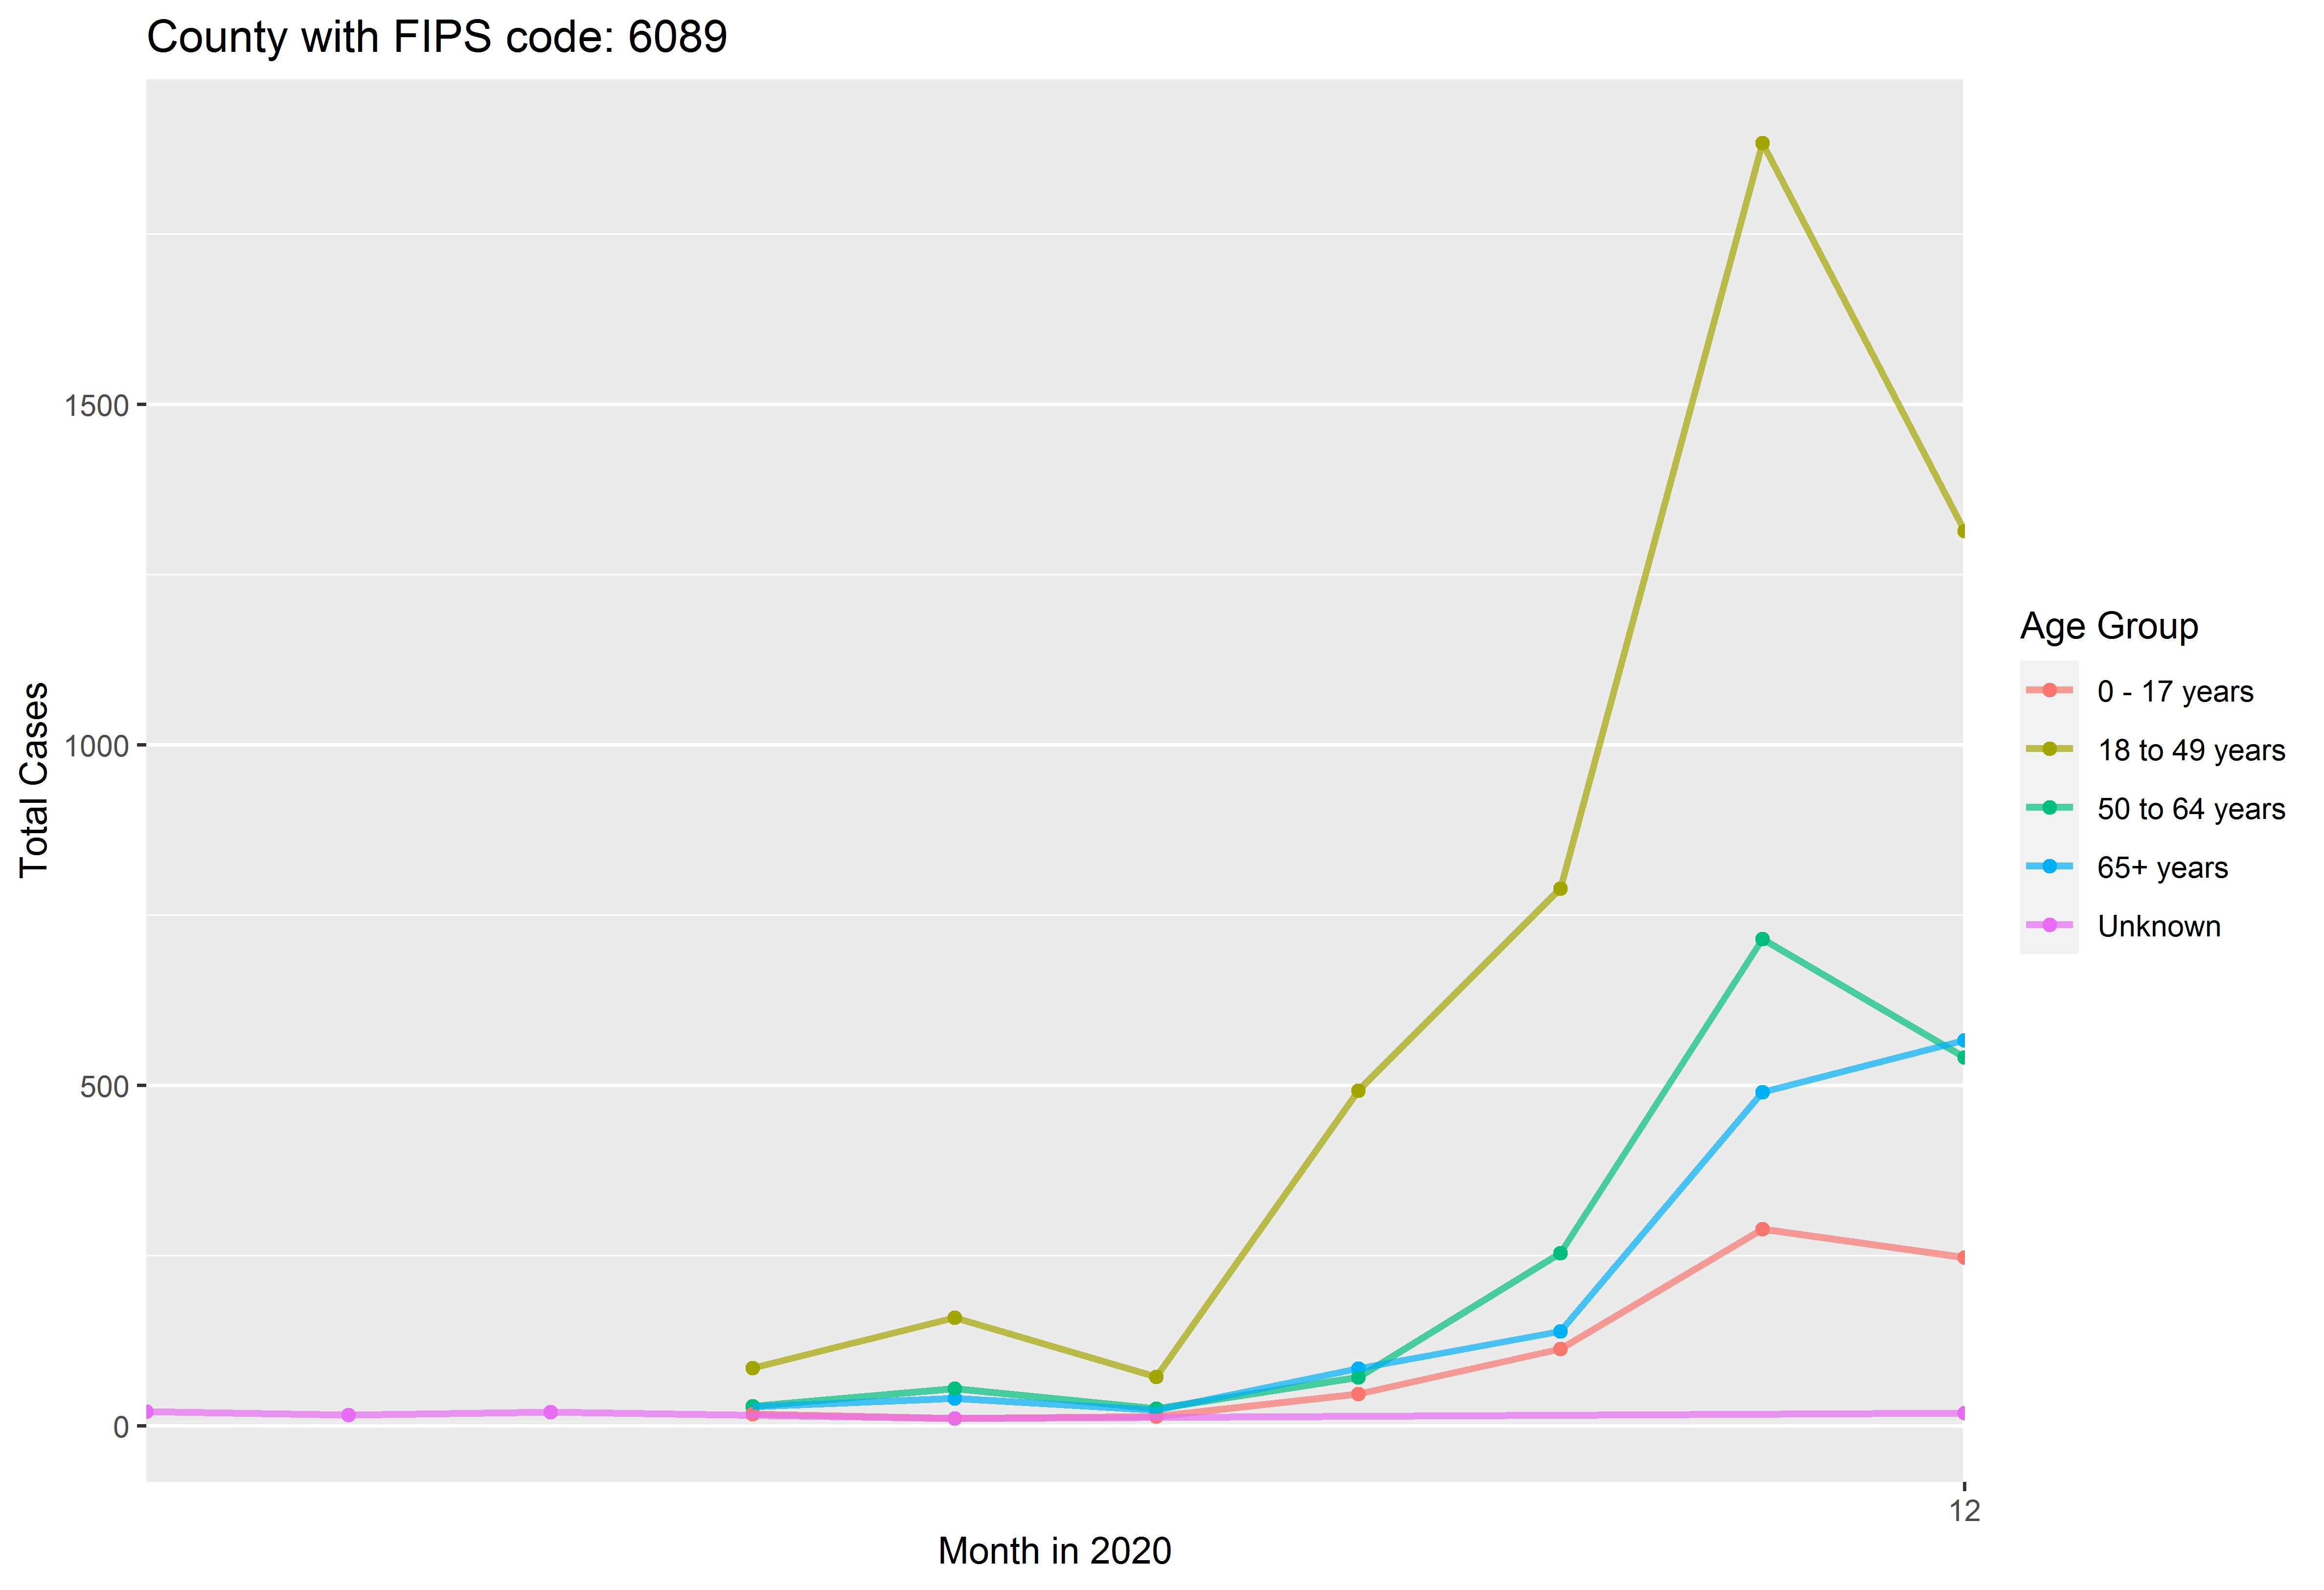 County with FIPS code: 6089
1500
1000
500
0
Total Cases
12
Month in 2020
Age Group
0 - 17 years
18 to 49 years
50 to 64 years
65+ years
Unknown